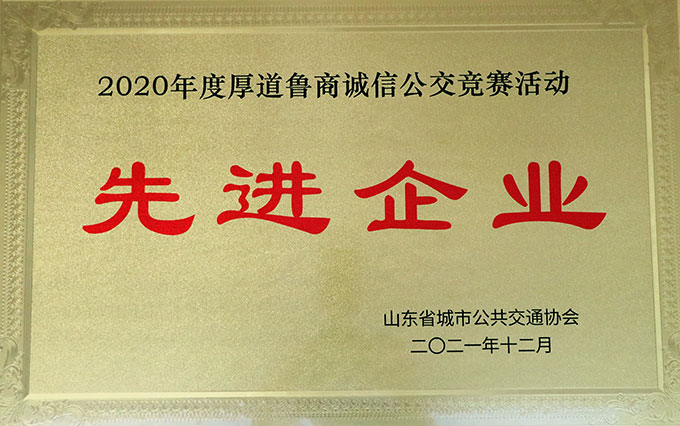 2020年度厚道鲁商诚信公交竞赛活动
先进企业
山东省城市公共交通协会
二〇二一年十二月